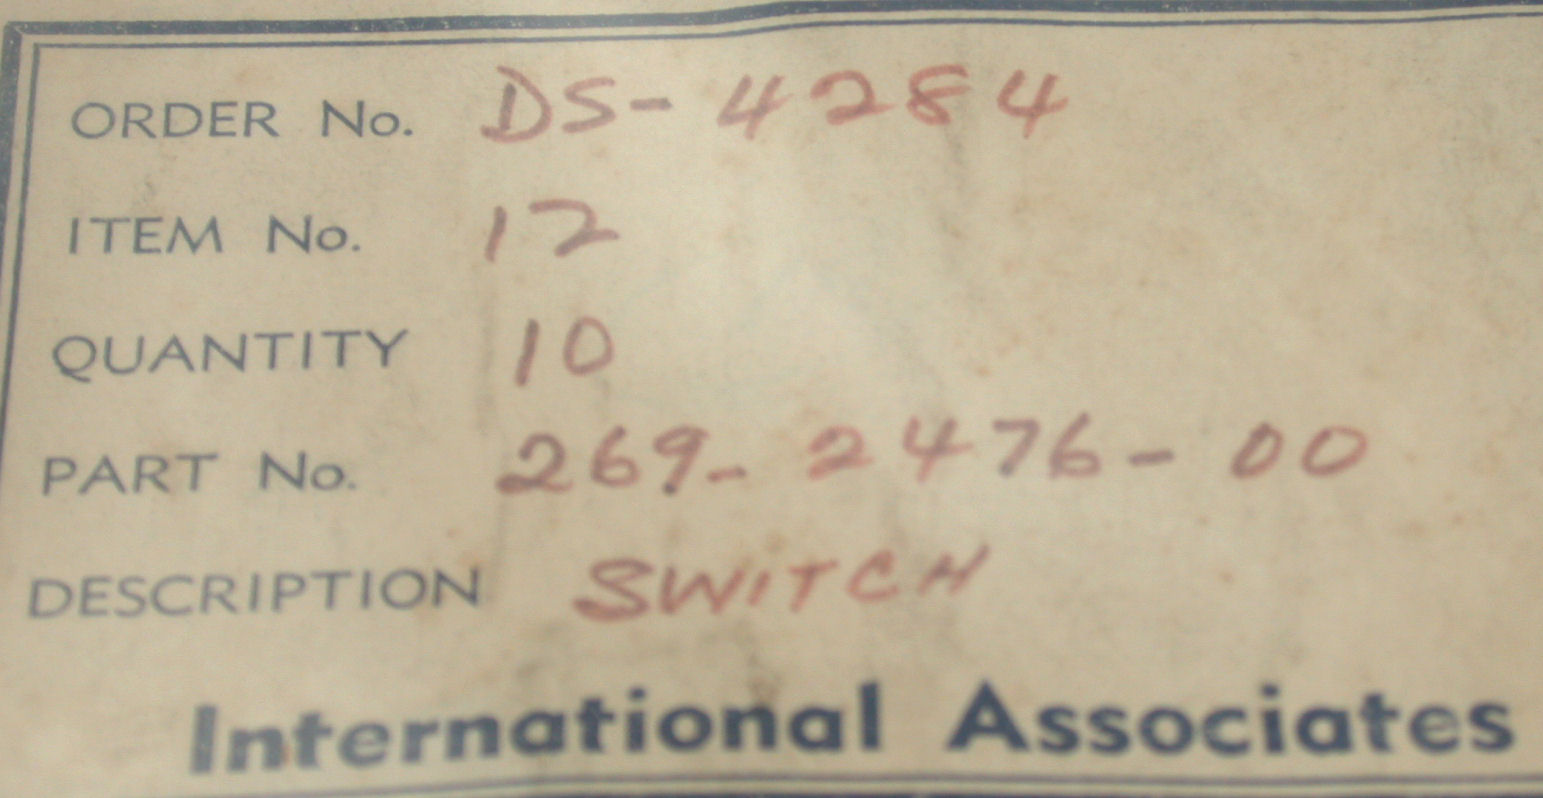 ORDER No. DS-4284
ITEM No. 12
QUANTITY 10
PART No. 269-2476-00
DESCRIPTION SWITCH
International Associates